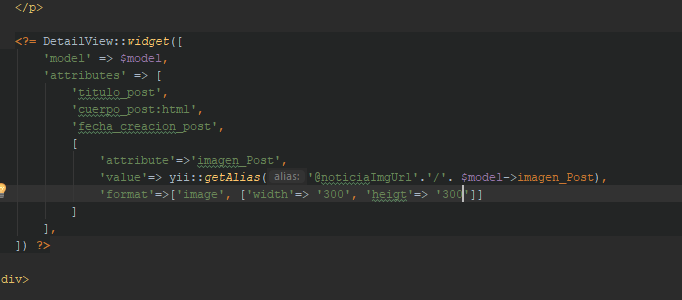 </p>
<?= DetailView::widget([
'model' => $model,
'attributes' => [
'titulo_post',
'cuerpo_post:html',
'fecha_creacion_post',
[
'attribute'=>'imagen_Post',
'value'=> yii::getAlias( alias: '@noticiaImgUrl'.'/'. $model->imagen_Post),
'format'=>['image', ['width'=> '300', 'heigt'=> '300']]
]
],
]) ?>
div>